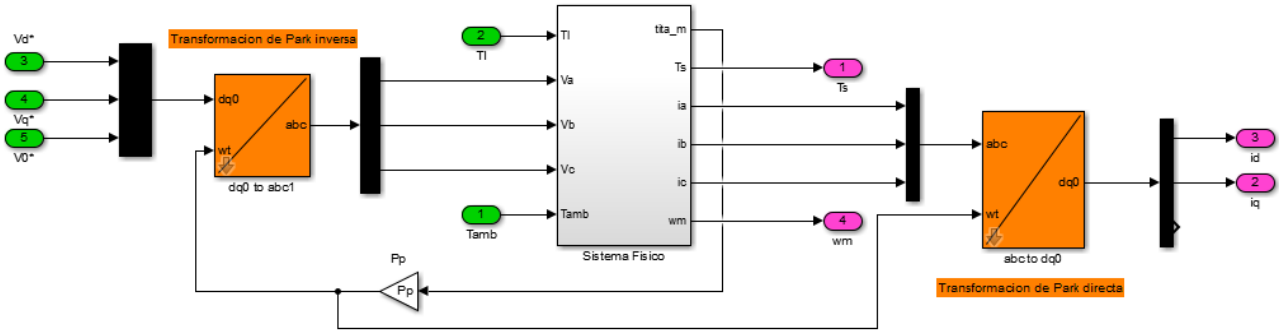 Vd*
3
4
Vq*
5
V0*
Transformacion de Park inversa
dq0
abc
wt
dq0 to abc1
2
Tl
1
Tamb
Tl
Va
Vb
Vc
Tamb
tita_m
Ts
ia
ib
ic
wm
Sistema Fisico
1
Ts
4
wm
Pp
Pp
abc
dq0
wt
abc to dq0
Transformacion de Park directa
3
id
2
iq